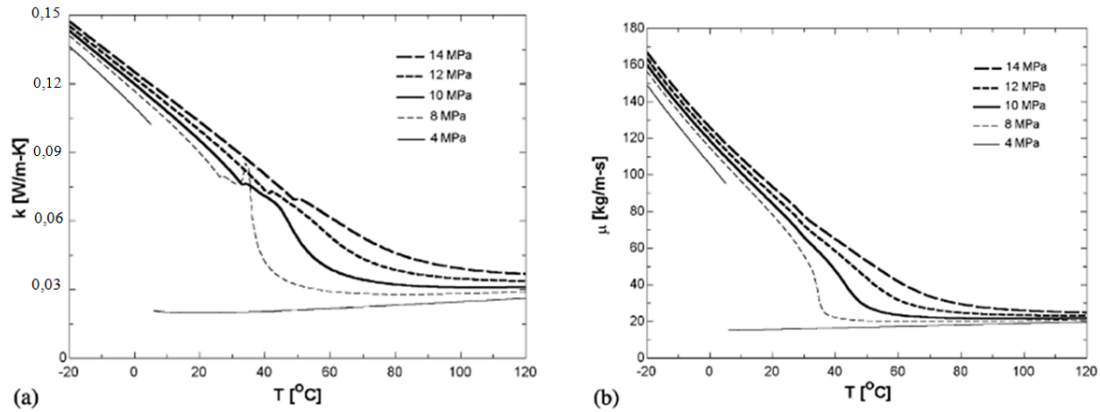 0,15
0,12
0,09
0,06
0,03
0
k [W/m-K]
14 MPa
12 MPa
10 MPa
8 MPa
4 MPa
-20 0 20 40 60 80 100 120
T [°C]
(a)
180
160
140
120
100
80
60
40
20
0
μ [kg/m-s]
14 MPa
12 MPa
10 MPa
8 MPa
4 MPa
-20 0 20 40 60 80 100 120
T [°C]
(b)